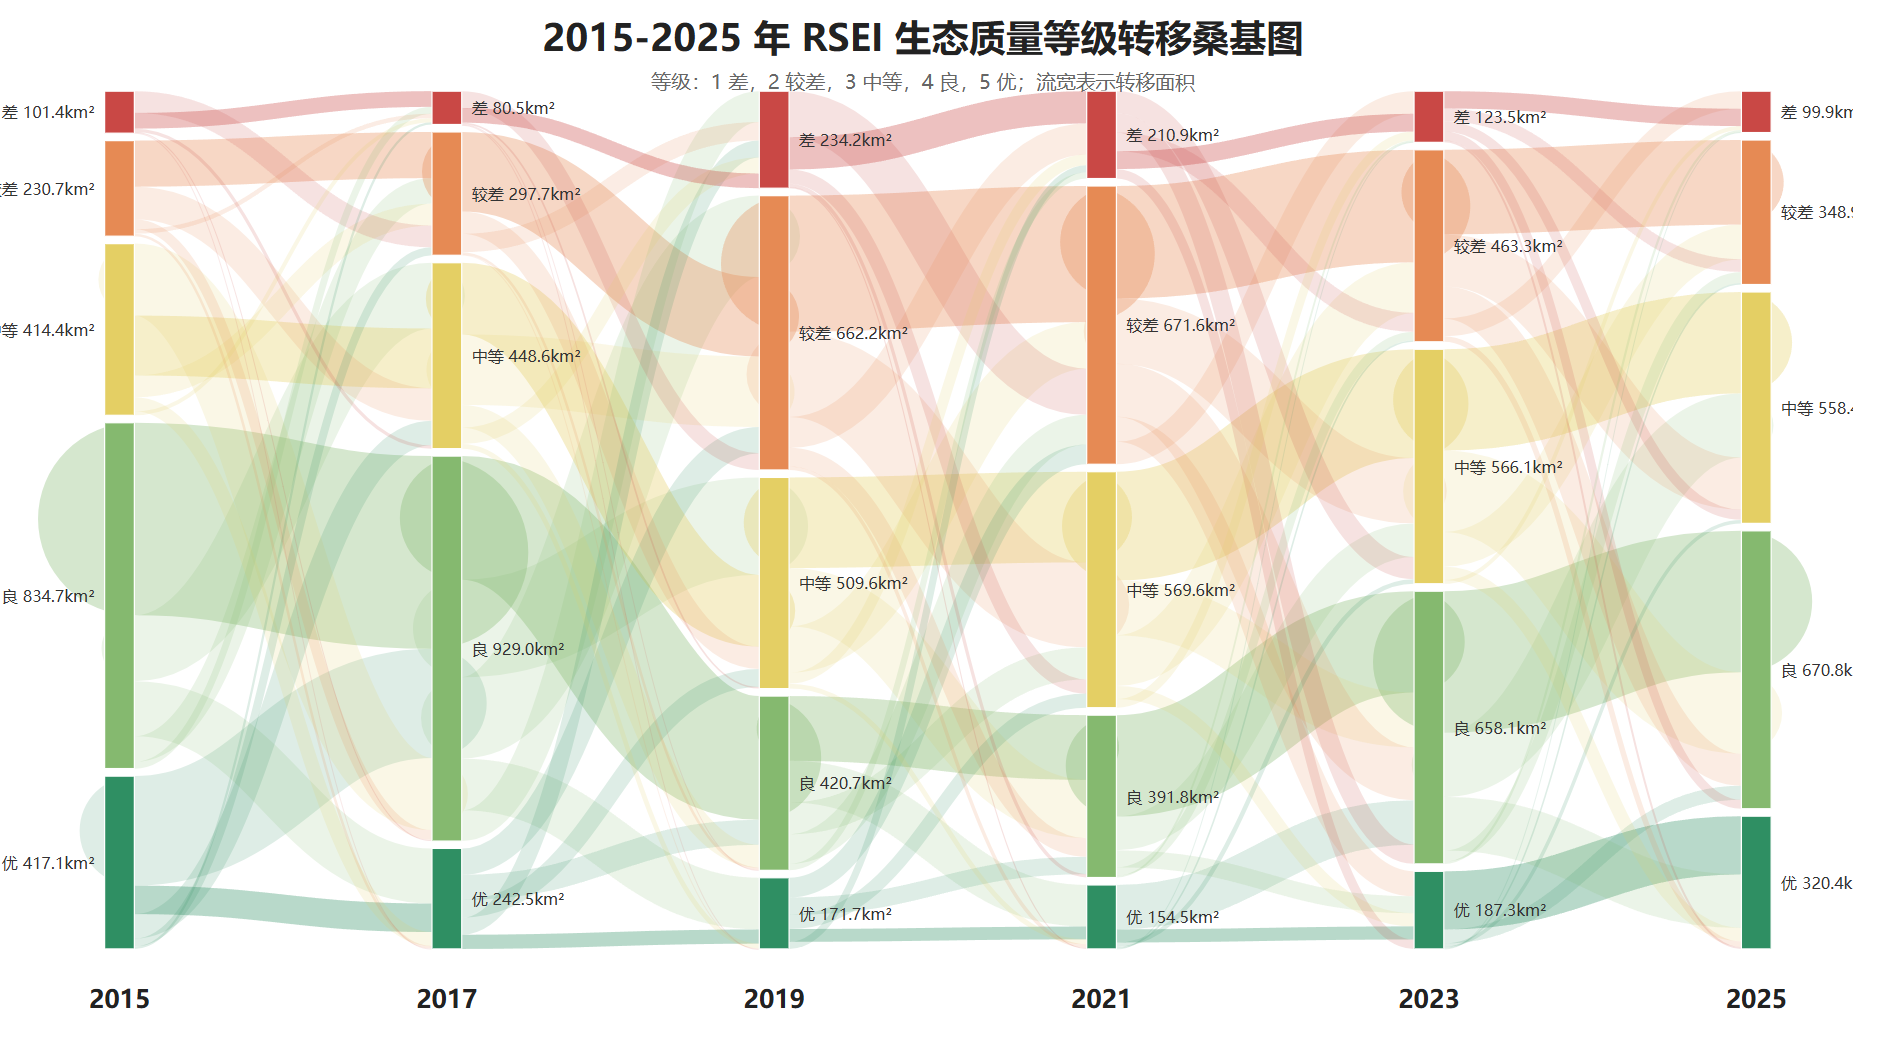 2015-2025 年 RSEI 生态质量等级转移桑基图
等级：1 差，2 较差，3 中等，4 良，5 优；流宽表示转移面积
差 101.4km²
差 230.7km²
等 414.4km²
良 834.7km²
优 417.1km²
差 80.5km²
较差 297.7km²
中等 448.6km²
良 929.0km²
优 242.5km²
差 234.2km²
较差 662.2km²
中等 509.6km²
良 420.7km²
优 171.7km²
差 210.9km²
较差 671.6km²
中等 569.6km²
良 391.8km²
优 154.5km²
差 123.5km²
较差 463.3km²
中等 566.1km²
良 658.1km²
优 187.3km²
差 99.9km
较差 348.9
中等 558.4
良 670.8k
优 320.4k
2015 2017 2019 2021 2023 2025